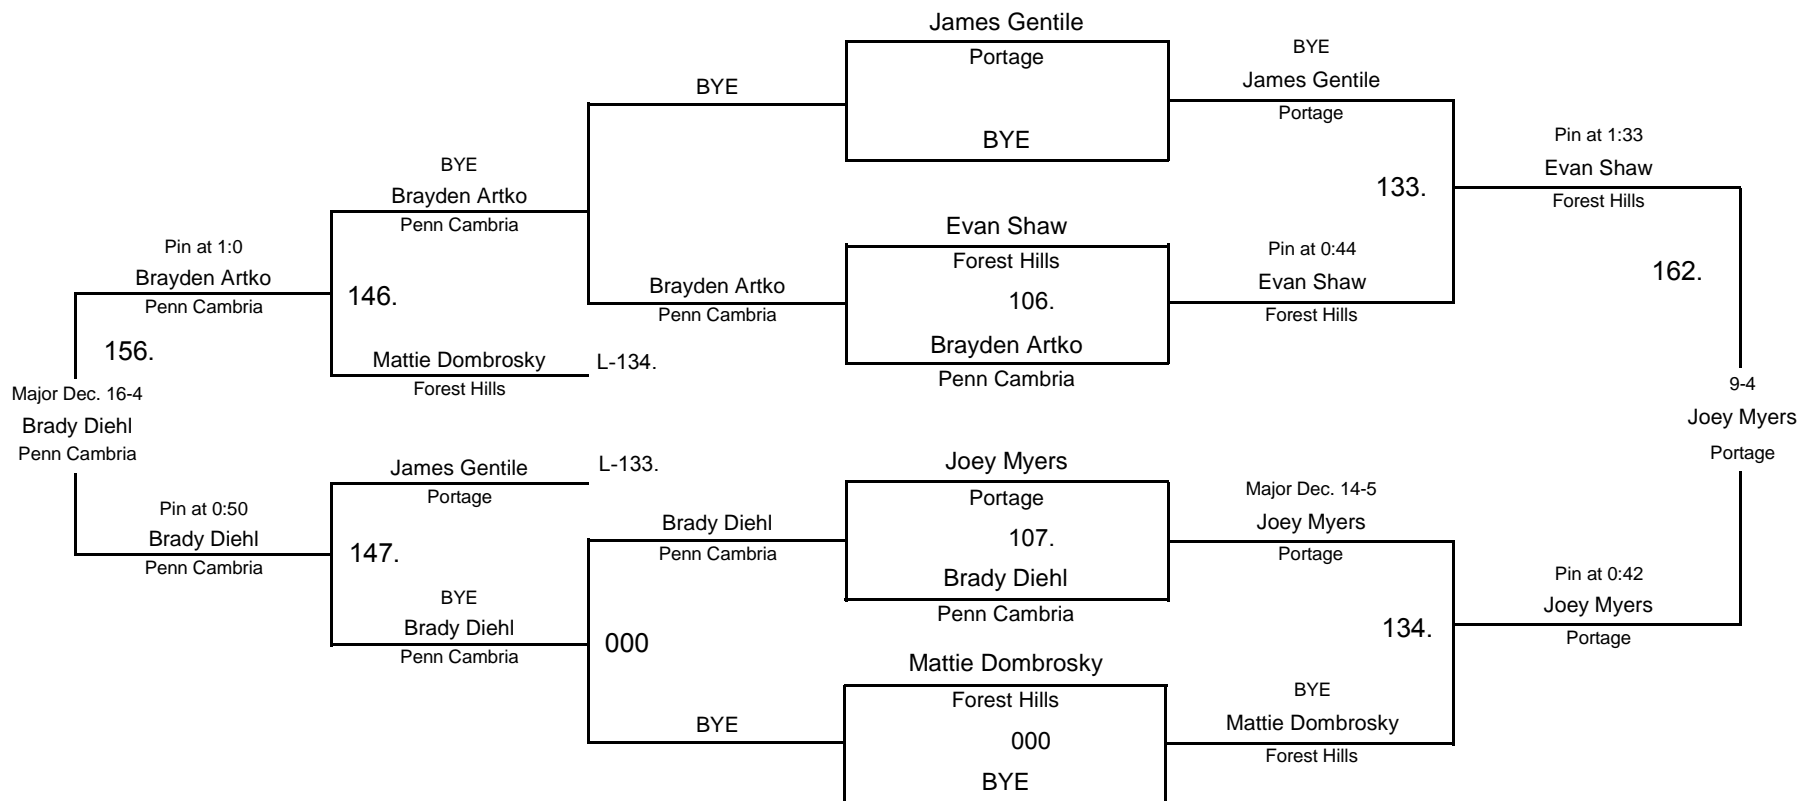 James Gentile
Portage
BYE
BYE
James Gentile
Portage
BYE
BYE
Brayden Artko
Penn Cambria
Pin at 1:33
Evan Shaw
Forest Hills
133.
Evan Shaw
Forest Hills
106.
Brayden Artko
Penn Cambria
Pin at 0:44
Evan Shaw
Forest Hills
162.
Pin at 1:0
Brayden Artko
Penn Cambria
146.
Brayden Artko
Penn Cambria
156.
Mattie Dombrosky
Forest Hills
L-134.
Major Dec. 16-4
Brady Diehl
Penn Cambria
9-4
Joey Myers
Portage
James Gentile
Portage
L-133.
Joey Myers
Portage
107.
Brady Diehl
Penn Cambria
Major Dec. 14-5
Joey Myers
Portage
Pin at 0:50
Brady Diehl
Penn Cambria
147.
Brady Diehl
Penn Cambria
BYE
Brady Diehl
Penn Cambria
000
134.
Pin at 0:42
Joey Myers
Portage
Mattie Dombrosky
Forest Hills
000
BYE
BYE
BYE
Mattie Dombrosky
Forest Hills